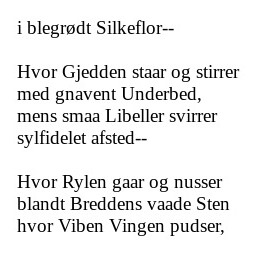 i blegrødt Silkeflor--

Hvor Gjedden staar og stirrer
med gnavent Underbed,
mens smaa Libeller svirrer
sylfidelet afsted--

Hvor Rylen gaar og nusser
blandt Breddens vaade Sten
hvor Viben Vingen pudser,